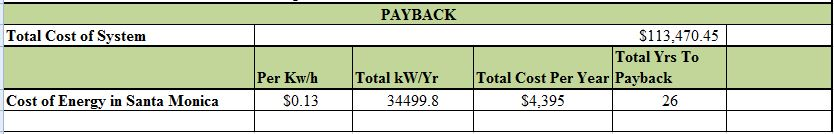 PAYBACK
Total Cost of System $113,470.45
Per Kw/h Total kW/Yr Total Cost Per Year Total Yrs To Payback
Cost of Energy in Santa Monica $0.13 34499.8 $4,395 26